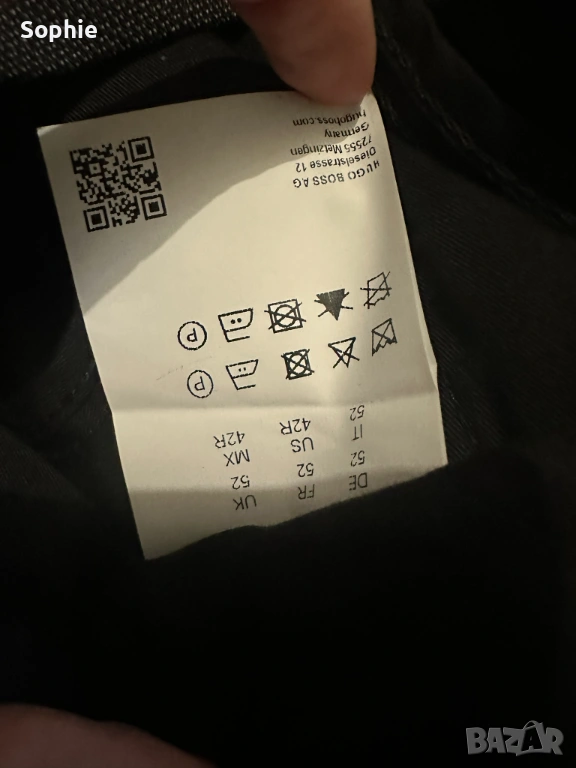 Sophie
DE FR UK
52 52 52
IT US MX
52 42R 42R
P
P
HUGO BOSS AG
Dieselstrasse 12
72555 Metzingen
Germany
hugoboss.com
BAZAR